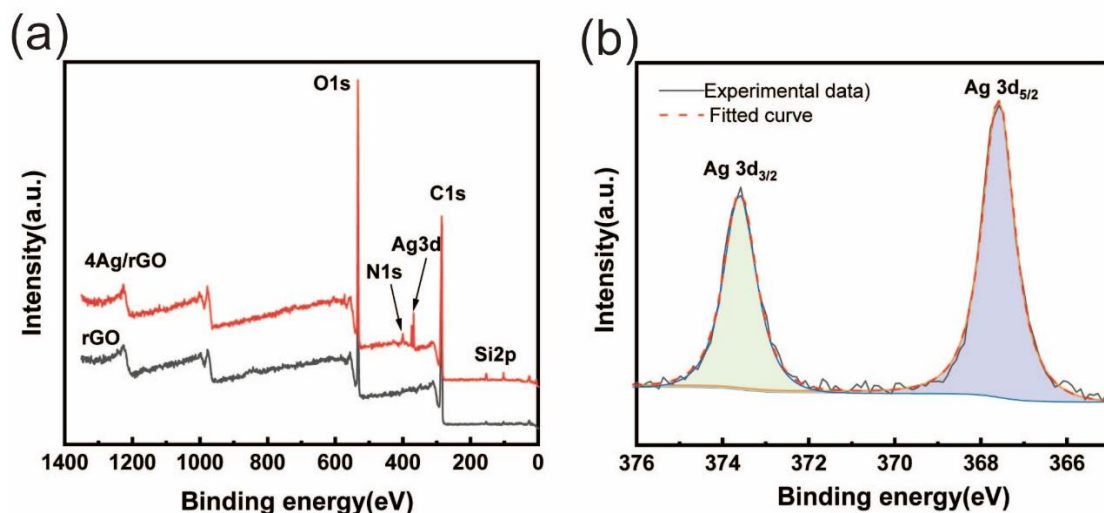 (a)
Intensity(a.u.)
O1s
C1s
Ag3d
N1s
4Ag/rGO
rGO
Si2p
1400 1200 1000 800 600 400 200 0
Binding energy(eV)
(b)
Intensity(a.u.)
Experimental data)
Fitted curve
Ag 3d5/2
Ag 3d3/2
376 374 372 370 368 366
Binding energy(eV)